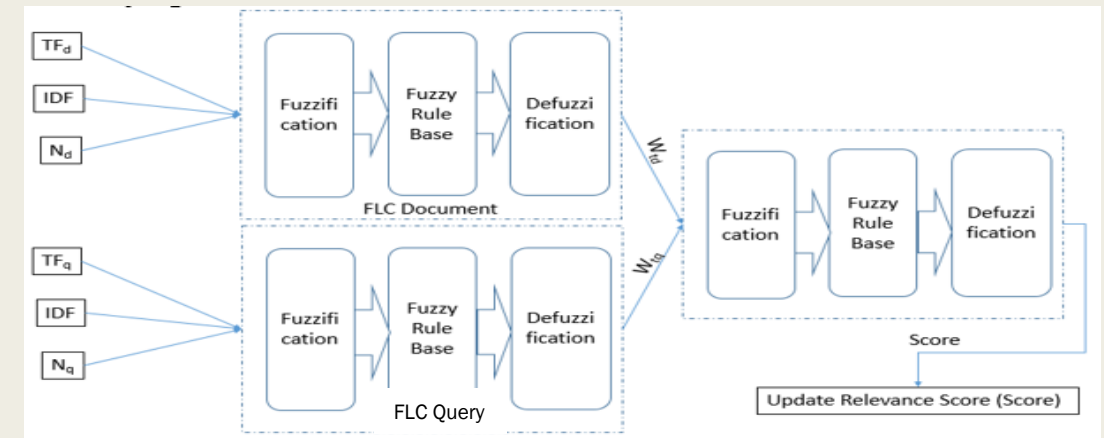 TFd
IDF
Nd
Fuzzifi
cation
Fuzzy
Rule
Base
Defuzzi
fication
FLC Document
Wtd
TFq
IDF
Nq
Fuzzifi
cation
Fuzzy
Rule
Base
Defuzzi
fication
FLC Query
Wtq
Fuzzifi
cation
Fuzzy
Rule
Base
Defuzzi
fication
Score
Update Relevance Score (Score)